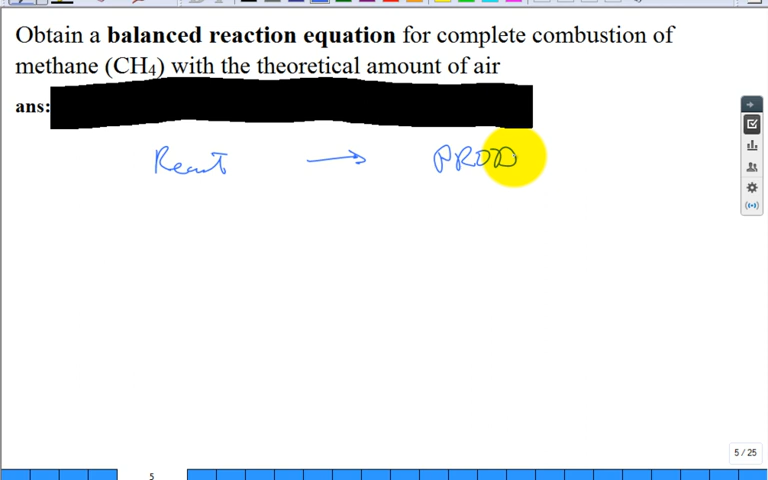 Obtain a balanced reaction equation for complete combustion of
methane (CH4) with the theoretical amount of air
ans:
React → PROD
5 / 25
5